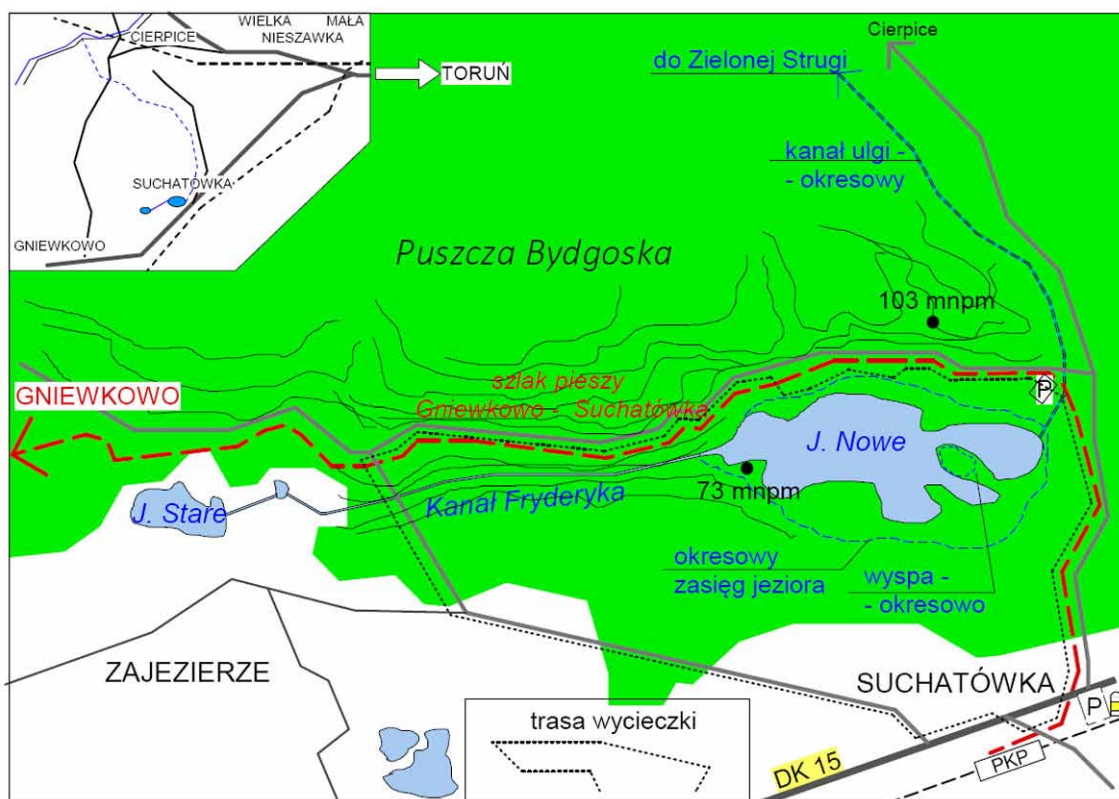 CIERPICE
WIELKA
NIESZAWKA
MAŁA
TORUŃ
SUCHATÓWKA
GNIEWKOWO
Cierpice
do Zielonej Strugi
kanał ulgi -
- okresowy
Puszcza Bydgoska
103 mnpm
GNIEWKOWO
szlak pieszy
Gniewkowo - Suchatówka
P
J. Nowe
73 mnpm
J. Stare
Kanał Fryderyka
okresowy
zasięg jeziora
wyspa -
- okresowo
ZAJEZIERZE
SUCHATÓWKA
trasa wycieczki
P
DK 15
PKP